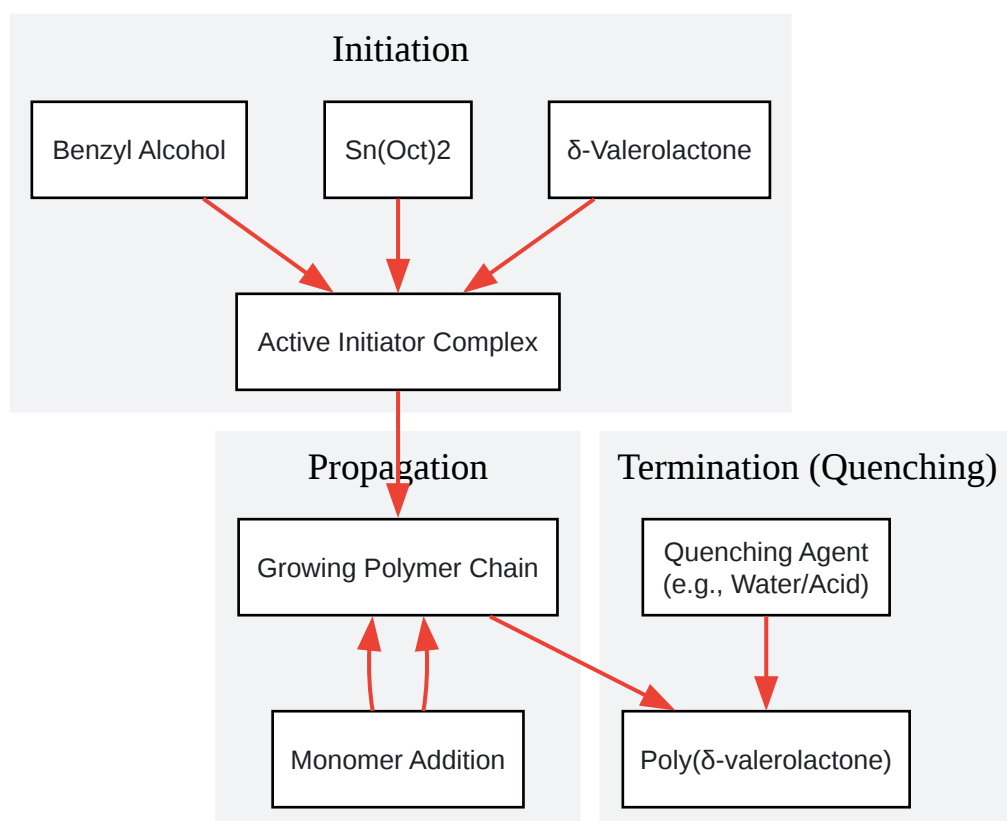 Initiation
Benzyl Alcohol
Sn(Oct)2
δ-Valerolactone
Active Initiator Complex
Propagation
Termination (Quenching)
Growing Polymer Chain
Quenching Agent
(e.g., Water/Acid)
Monomer Addition
Poly(δ-valerolactone)